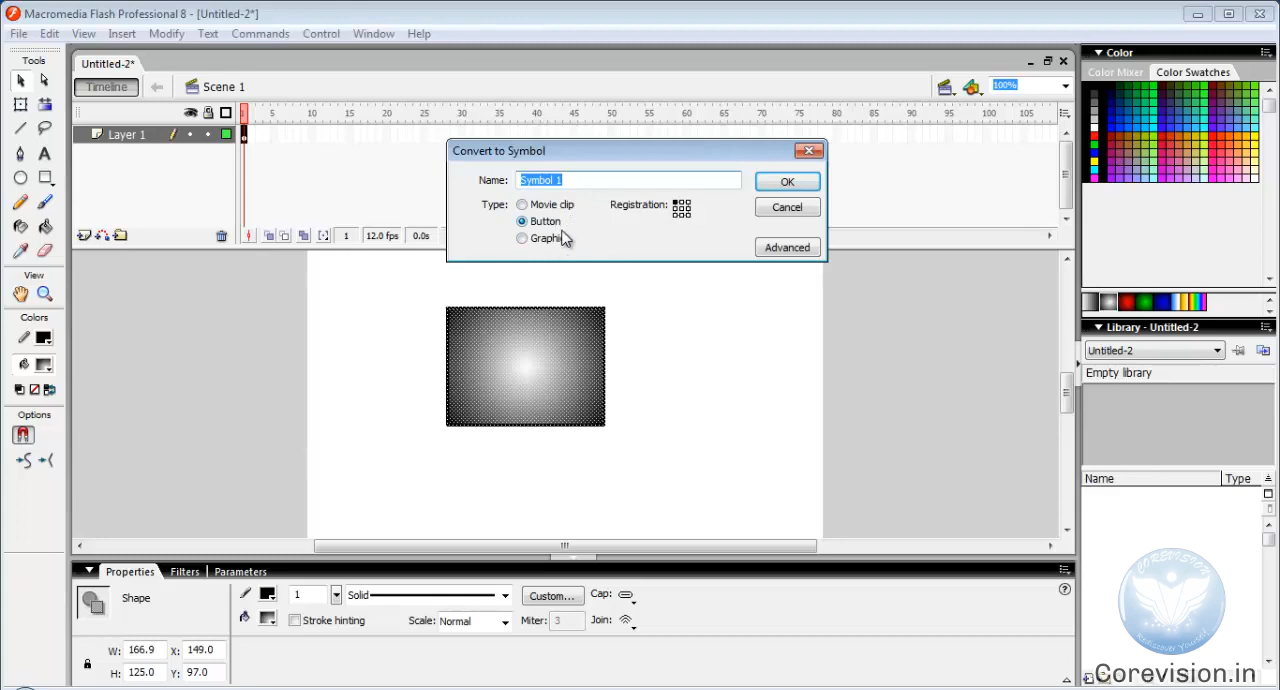 Macromedia Flash Professional 8 - [Untitled-2*]
File Edit View Insert Modify Text Commands Control Window Help
Tools
Untitled-2*
Timeline
Scene 1
100%
Layer 1
1 5 10 15 20 25 30 35 40 45 50 55 60 65 70 75 80 85 90 95 100 105
1 12.0 fps 0.0s
Convert to Symbol
Name: Symbol 1
OK
Type: Movie clip
Registration:
Cancel
Button
Graphic
Advanced
View
Colors
Options
Color
Color Mixer Color Swatches
Library - Untitled-2
Untitled-2
Empty library
Name Type
Properties Filters Parameters
Shape
1 Solid
Custom...
Cap:
Stroke hinting
Scale: Normal
Miter: 3
Join:
W: 166.9 X: 149.0
H: 125.0 Y: 97.0
COREVISION
Rediscover Yourself
Corevision.in